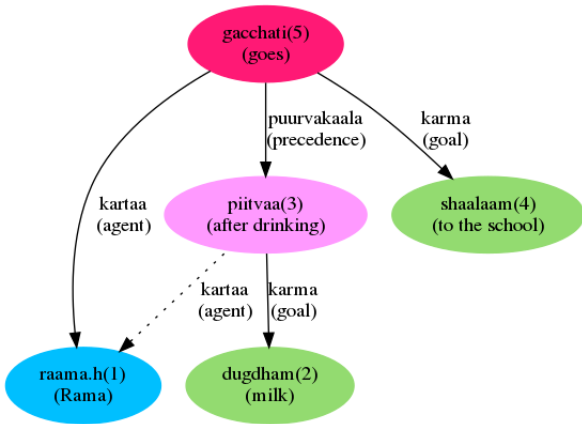 gacchati(5)
(goes)
puurvakaala
(precedence)
karma
(goal)
kartaa
(agent)
piitvaa(3)
(after drinking)
shaalaam(4)
(to the school)
kartaa
(agent)
karma
(goal)
raama.h(1)
(Rama)
dugdham(2)
(milk)